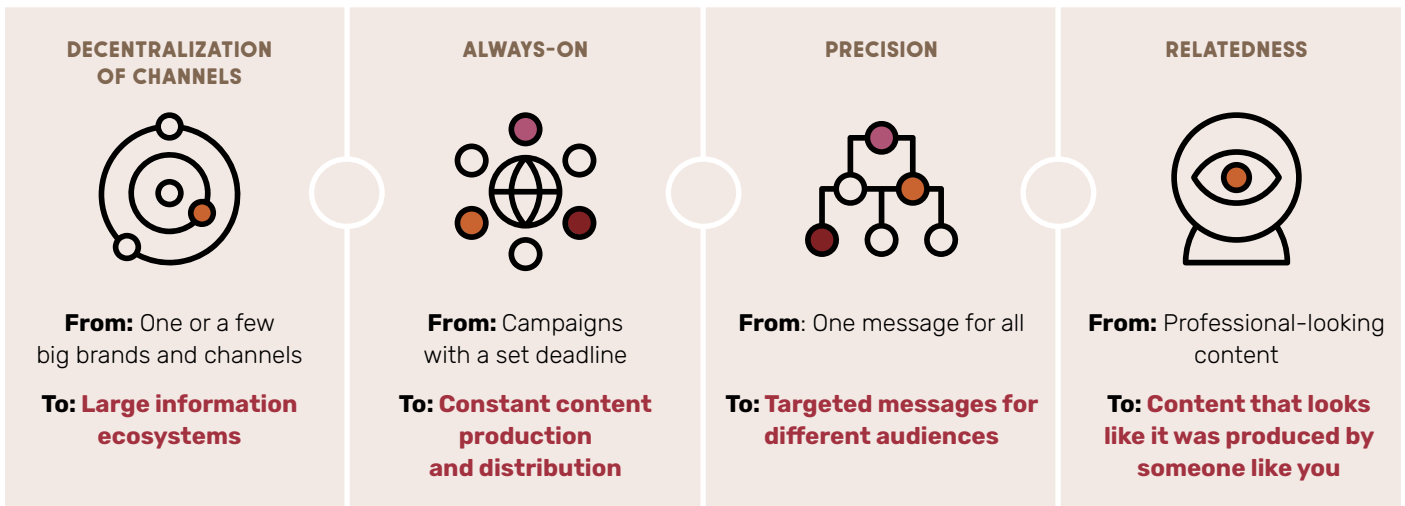 DECENTRALIZATION
OF CHANNELS
From: One or a few
big brands and channels
To: Large information
ecosystems
ALWAYS-ON
From: Campaigns
with a set deadline
To: Constant content
production
and distribution
PRECISION
From: One message for all
To: Targeted messages for
different audiences
RELATEDNESS
From: Professional-looking
content
To: Content that looks
like it was produced by
someone like you